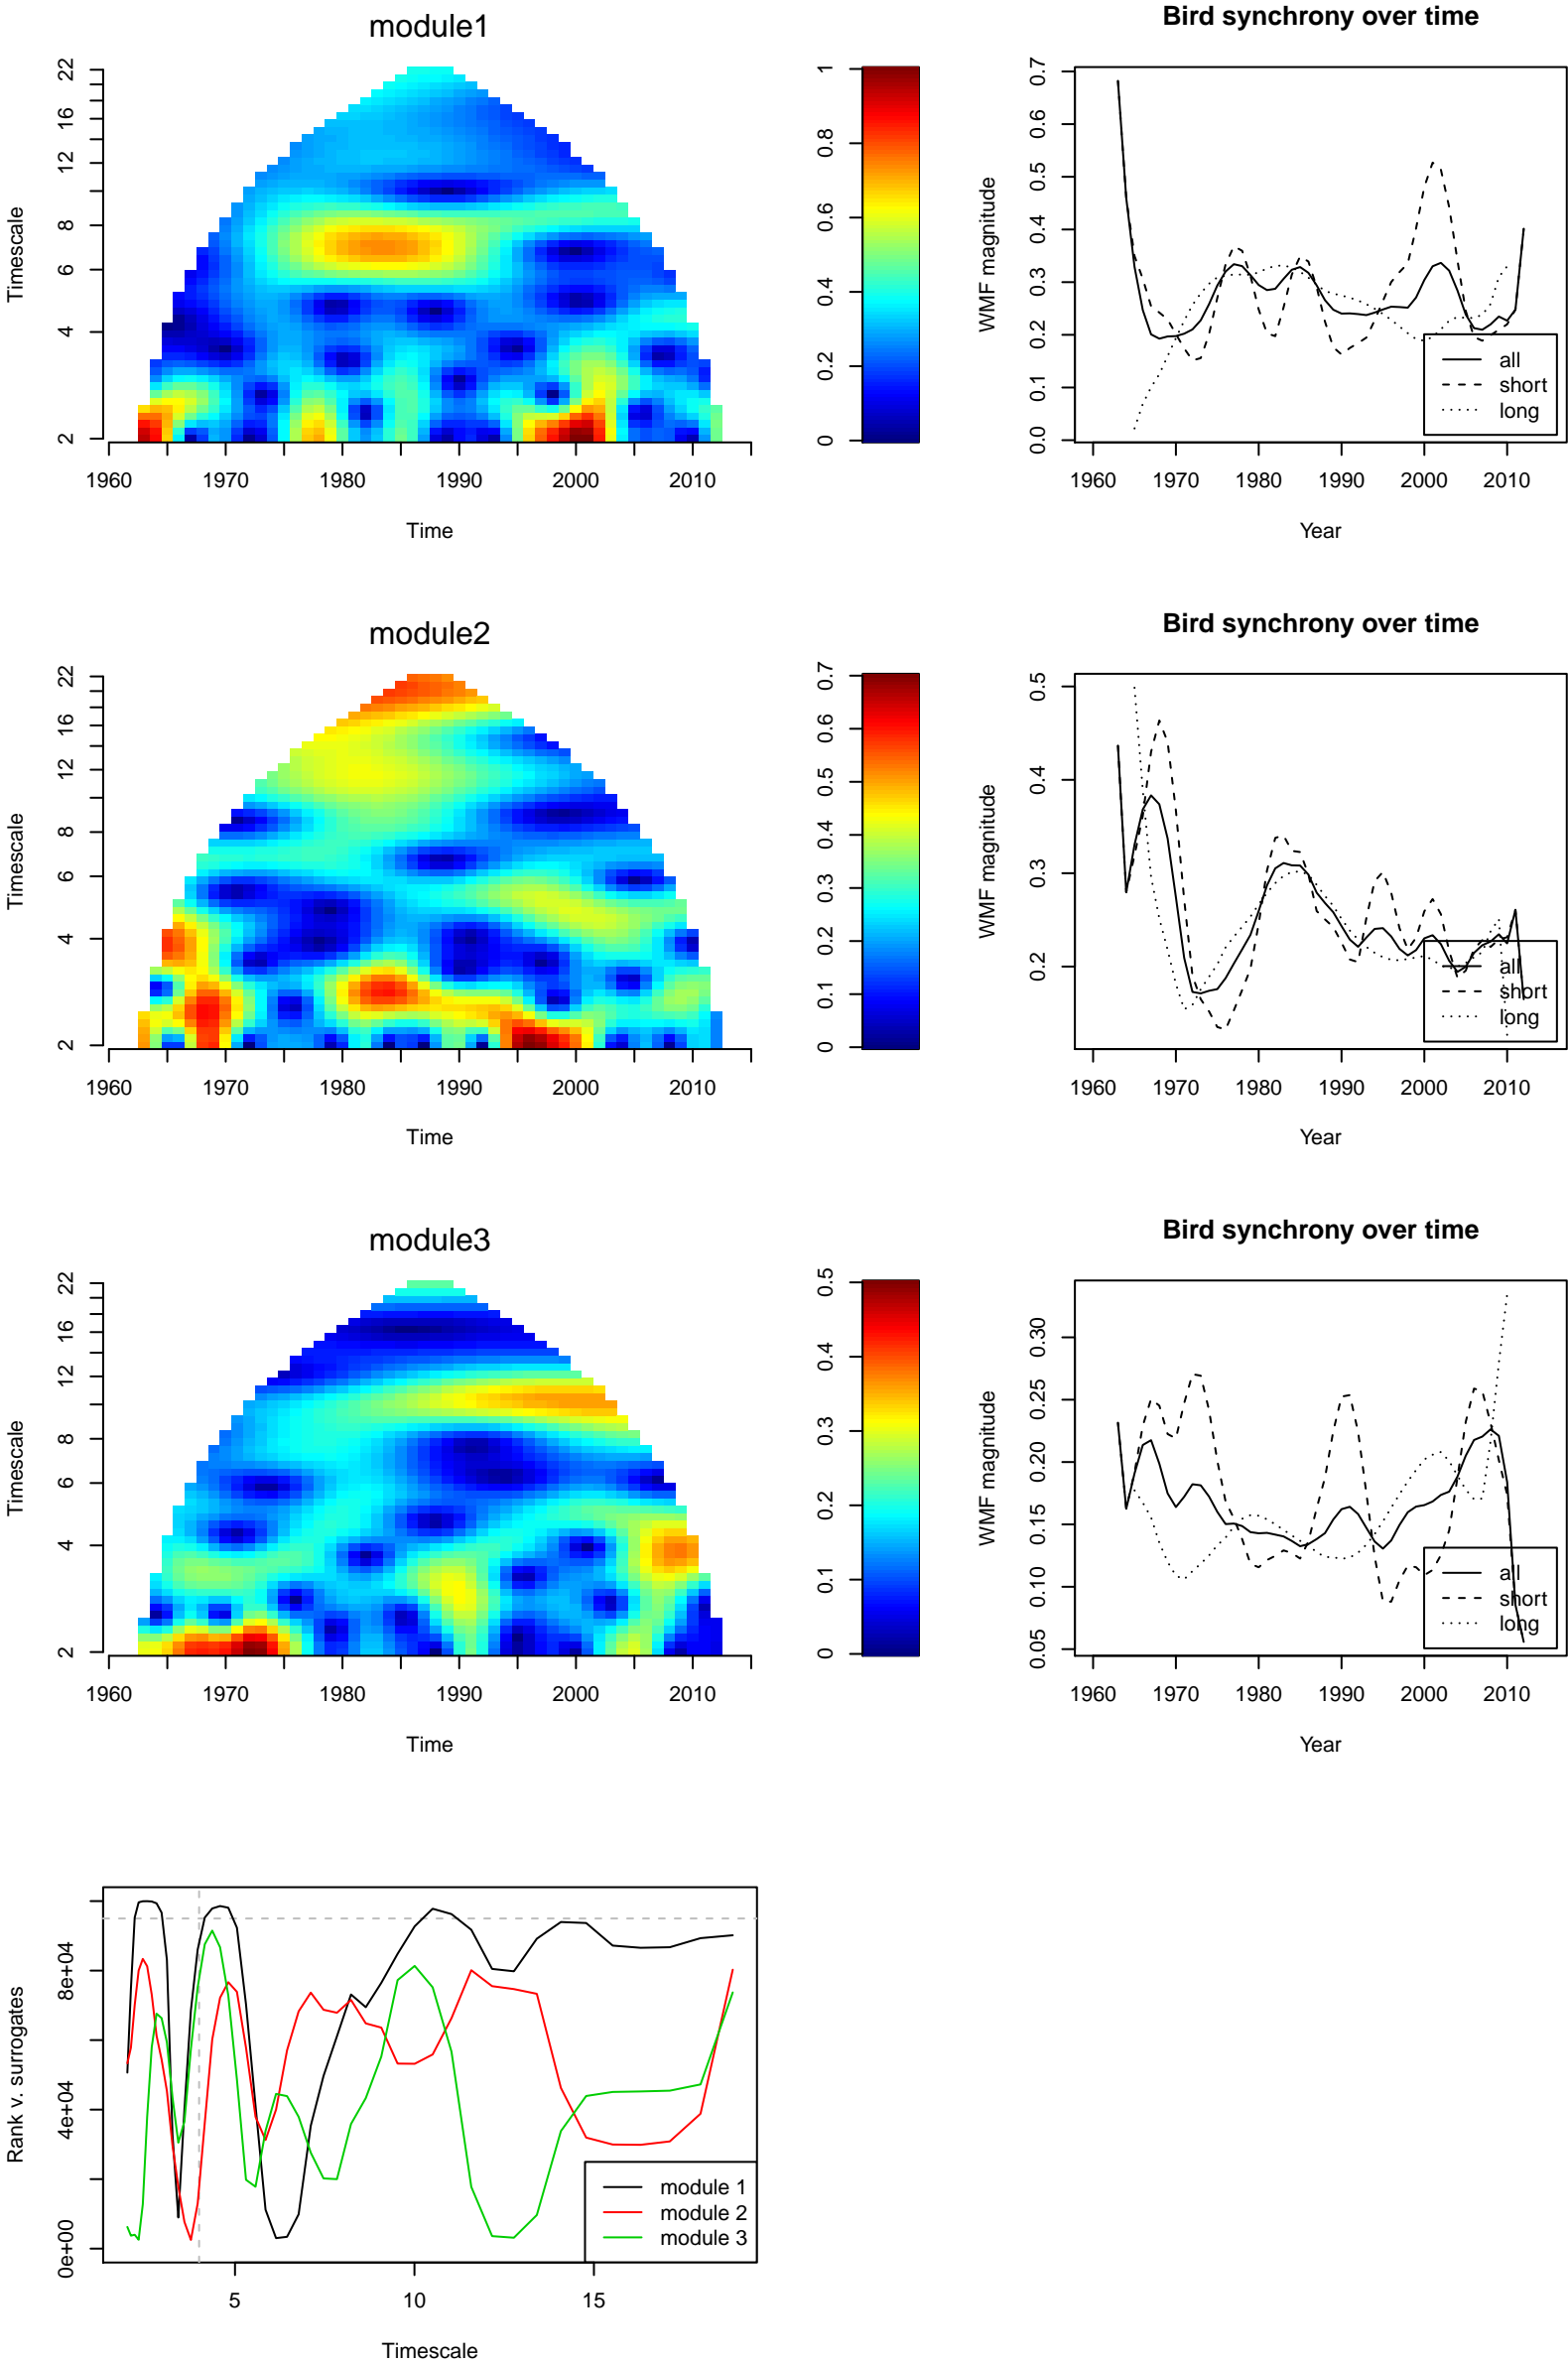 module1
Timescale
22
16
12
8
6
4
2
1960 1970 1980 1990 2000 2010
Time
1
0.8
0.6
0.4
0.2
0
Bird synchrony over time
WMF magnitude
0.7
0.6
0.5
0.4
0.3
0.2
0.1
0.0
all
short
long
1960 1970 1980 1990 2000 2010
Year
module2
Timescale
22
16
12
8
6
4
2
1960 1970 1980 1990 2000 2010
Time
0.7
0.6
0.5
0.4
0.3
0.2
0.1
0
Bird synchrony over time
WMF magnitude
0.5
0.4
0.3
0.2
all
short
long
1960 1970 1980 1990 2000 2010
Year
module3
Timescale
22
16
12
8
6
4
2
1960 1970 1980 1990 2000 2010
Time
0.5
0.4
0.3
0.2
0.1
0
Bird synchrony over time
WMF magnitude
0.30
0.25
0.20
0.15
0.10
0.05
all
short
long
1960 1970 1980 1990 2000 2010
Year
Rank v. surrogates
8e+04
4e+04
0e+00
module 1
module 2
module 3
5 10 15
Timescale